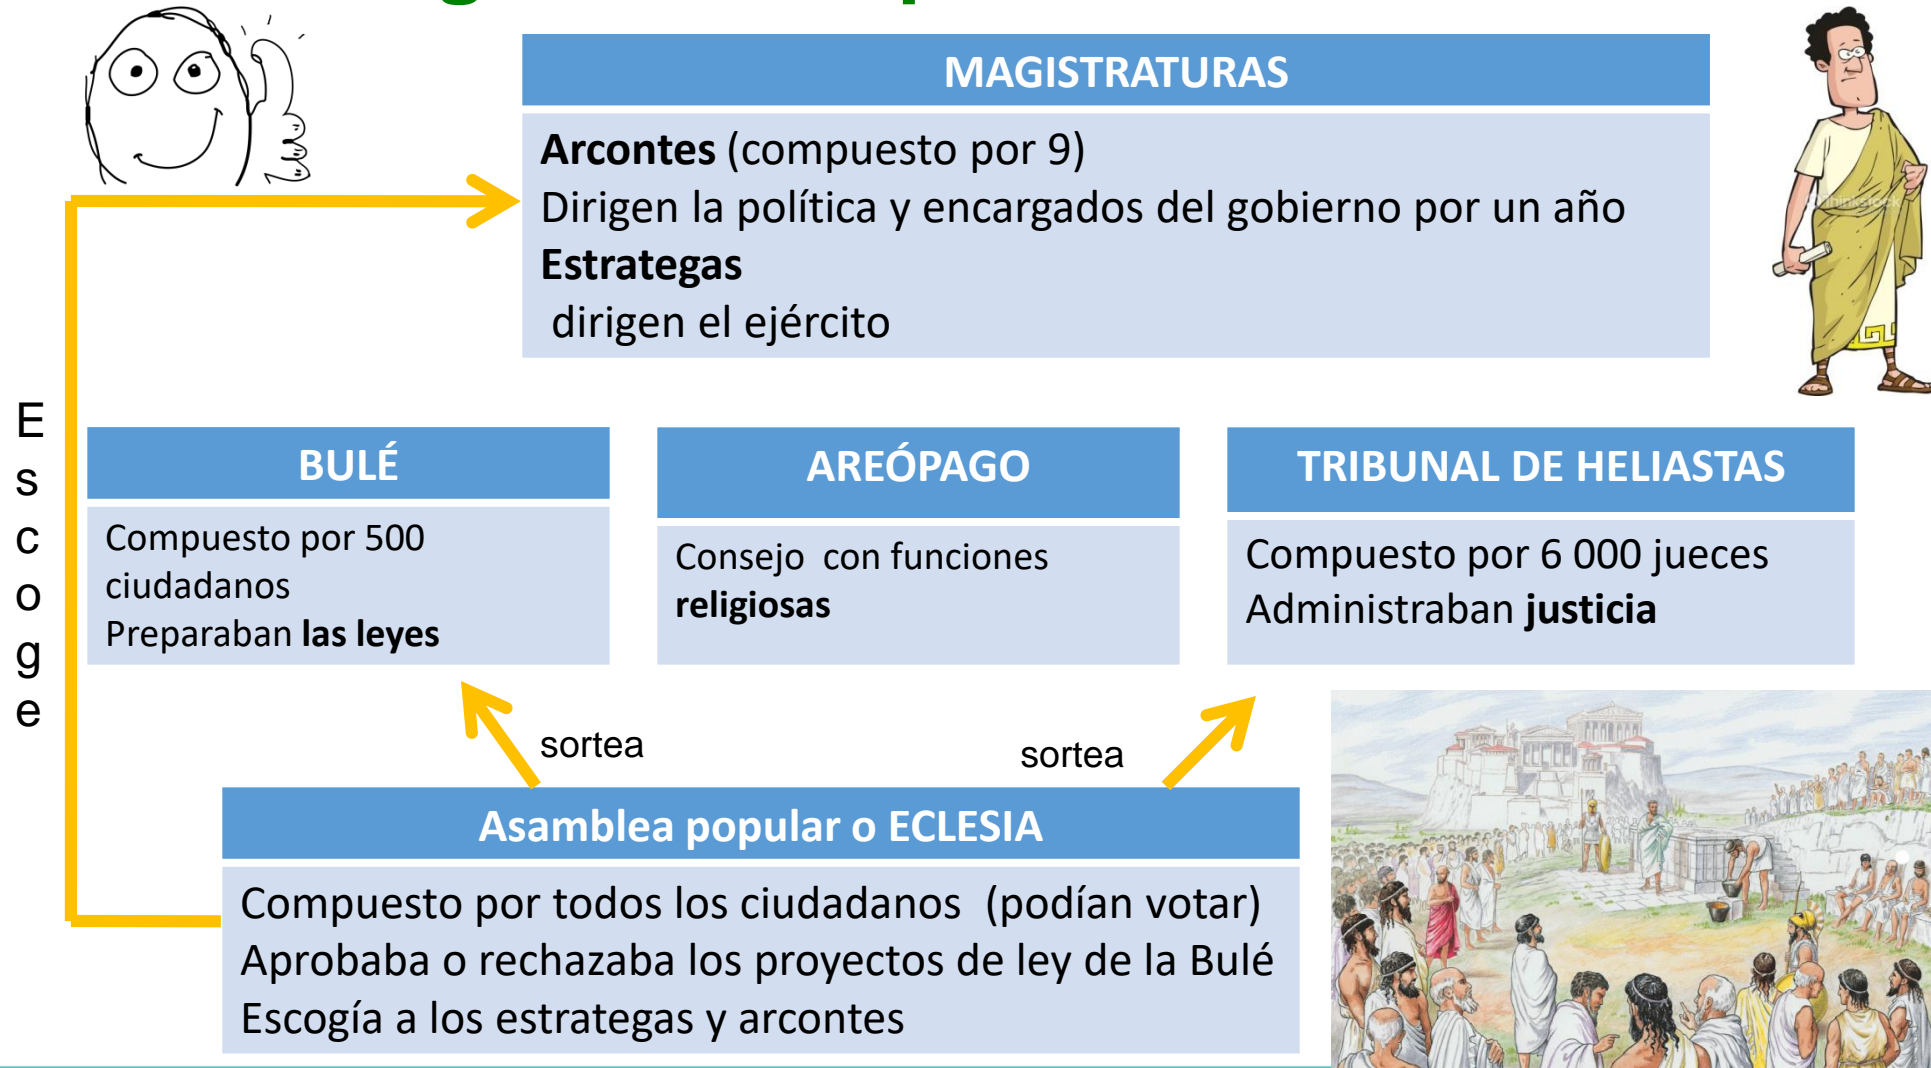 MAGISTRATURAS
Arcontes (compuesto por 9)
Dirigen la política y encargados del gobierno por un año
Estrategas
dirigen el ejército
Escoge
BULÉ
Compuesto por 500
ciudadanos
Preparaban las leyes
AREÓPAGO
Consejo con funciones
religiosas
TRIBUNAL DE HELIASTAS
Compuesto por 6 000 jueces
Administraban justicia
sortea
sortea
Asamblea popular o ECLESIA
Compuesto por todos los ciudadanos (podían votar)
Aprobaba o rechazaba los proyectos de ley de la Bulé
Escogía a los estrategas y arcontes